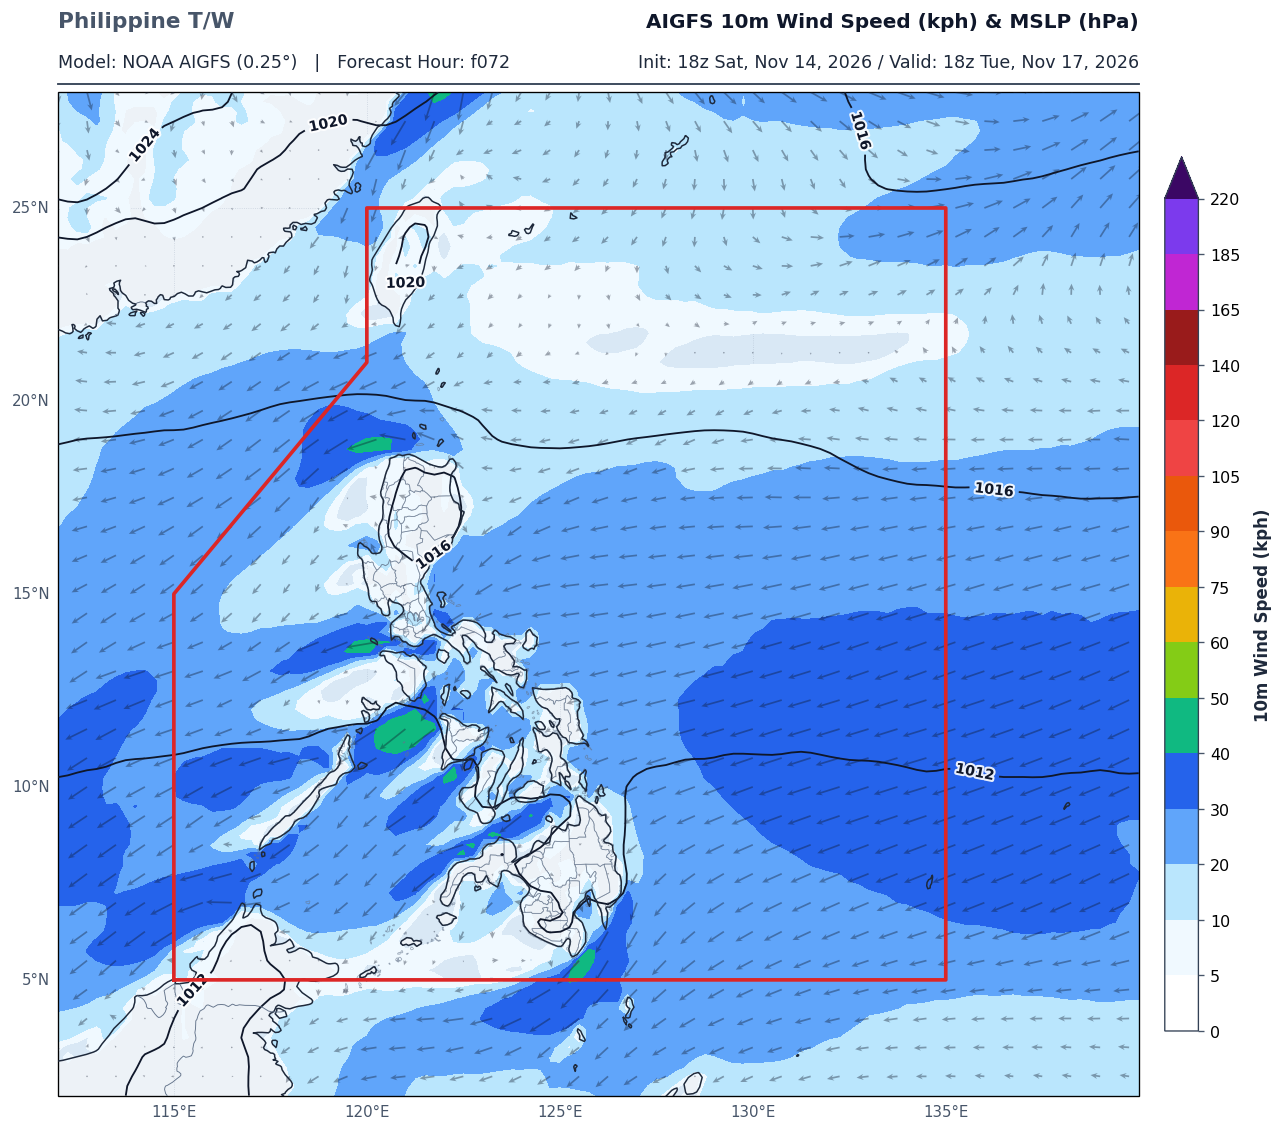 Philippine T/W
AIGFS 10m Wind Speed (kph) & MSLP (hPa)
Model: NOAA AIGFS (0.25°)   |   Forecast Hour: f072
Init: 18z Sat, Nov 14, 2026 / Valid: 18z Tue, Nov 17, 2026
1024
1020
1016
1020
1016
1016
1012
1012
25°N
20°N
15°N
10°N
5°N
115°E
120°E
125°E
130°E
135°E
220
185
165
140
120
105
90
75
60
50
40
30
20
10
5
0
10m Wind Speed (kph)